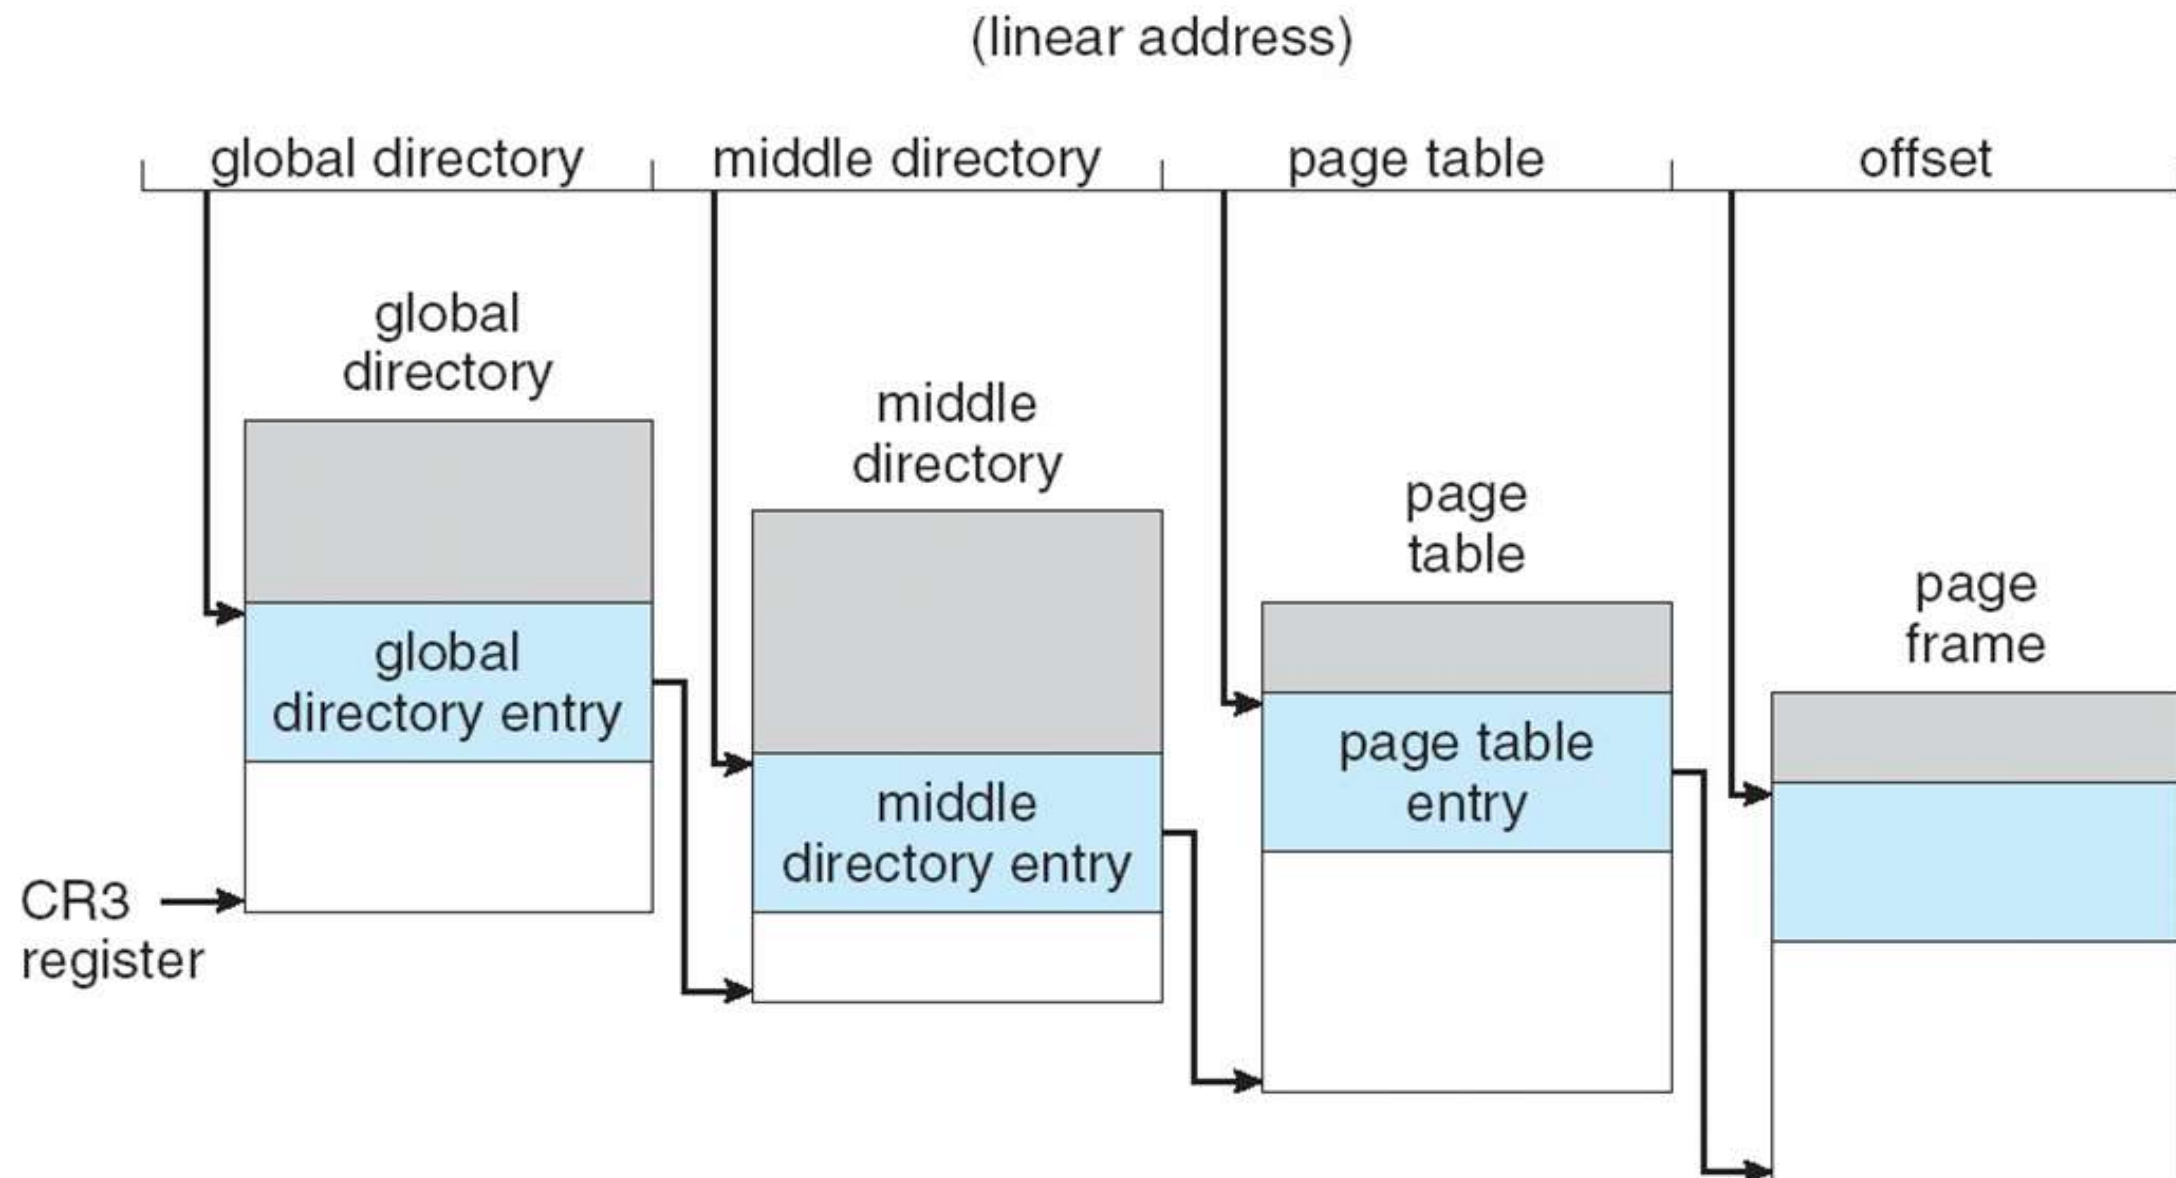 (linear address)
global directory
middle directory
page table
offset
global
directory
middle
directory
page
table
page
frame
global
directory entry
middle
directory entry
page table
entry
CR3
register